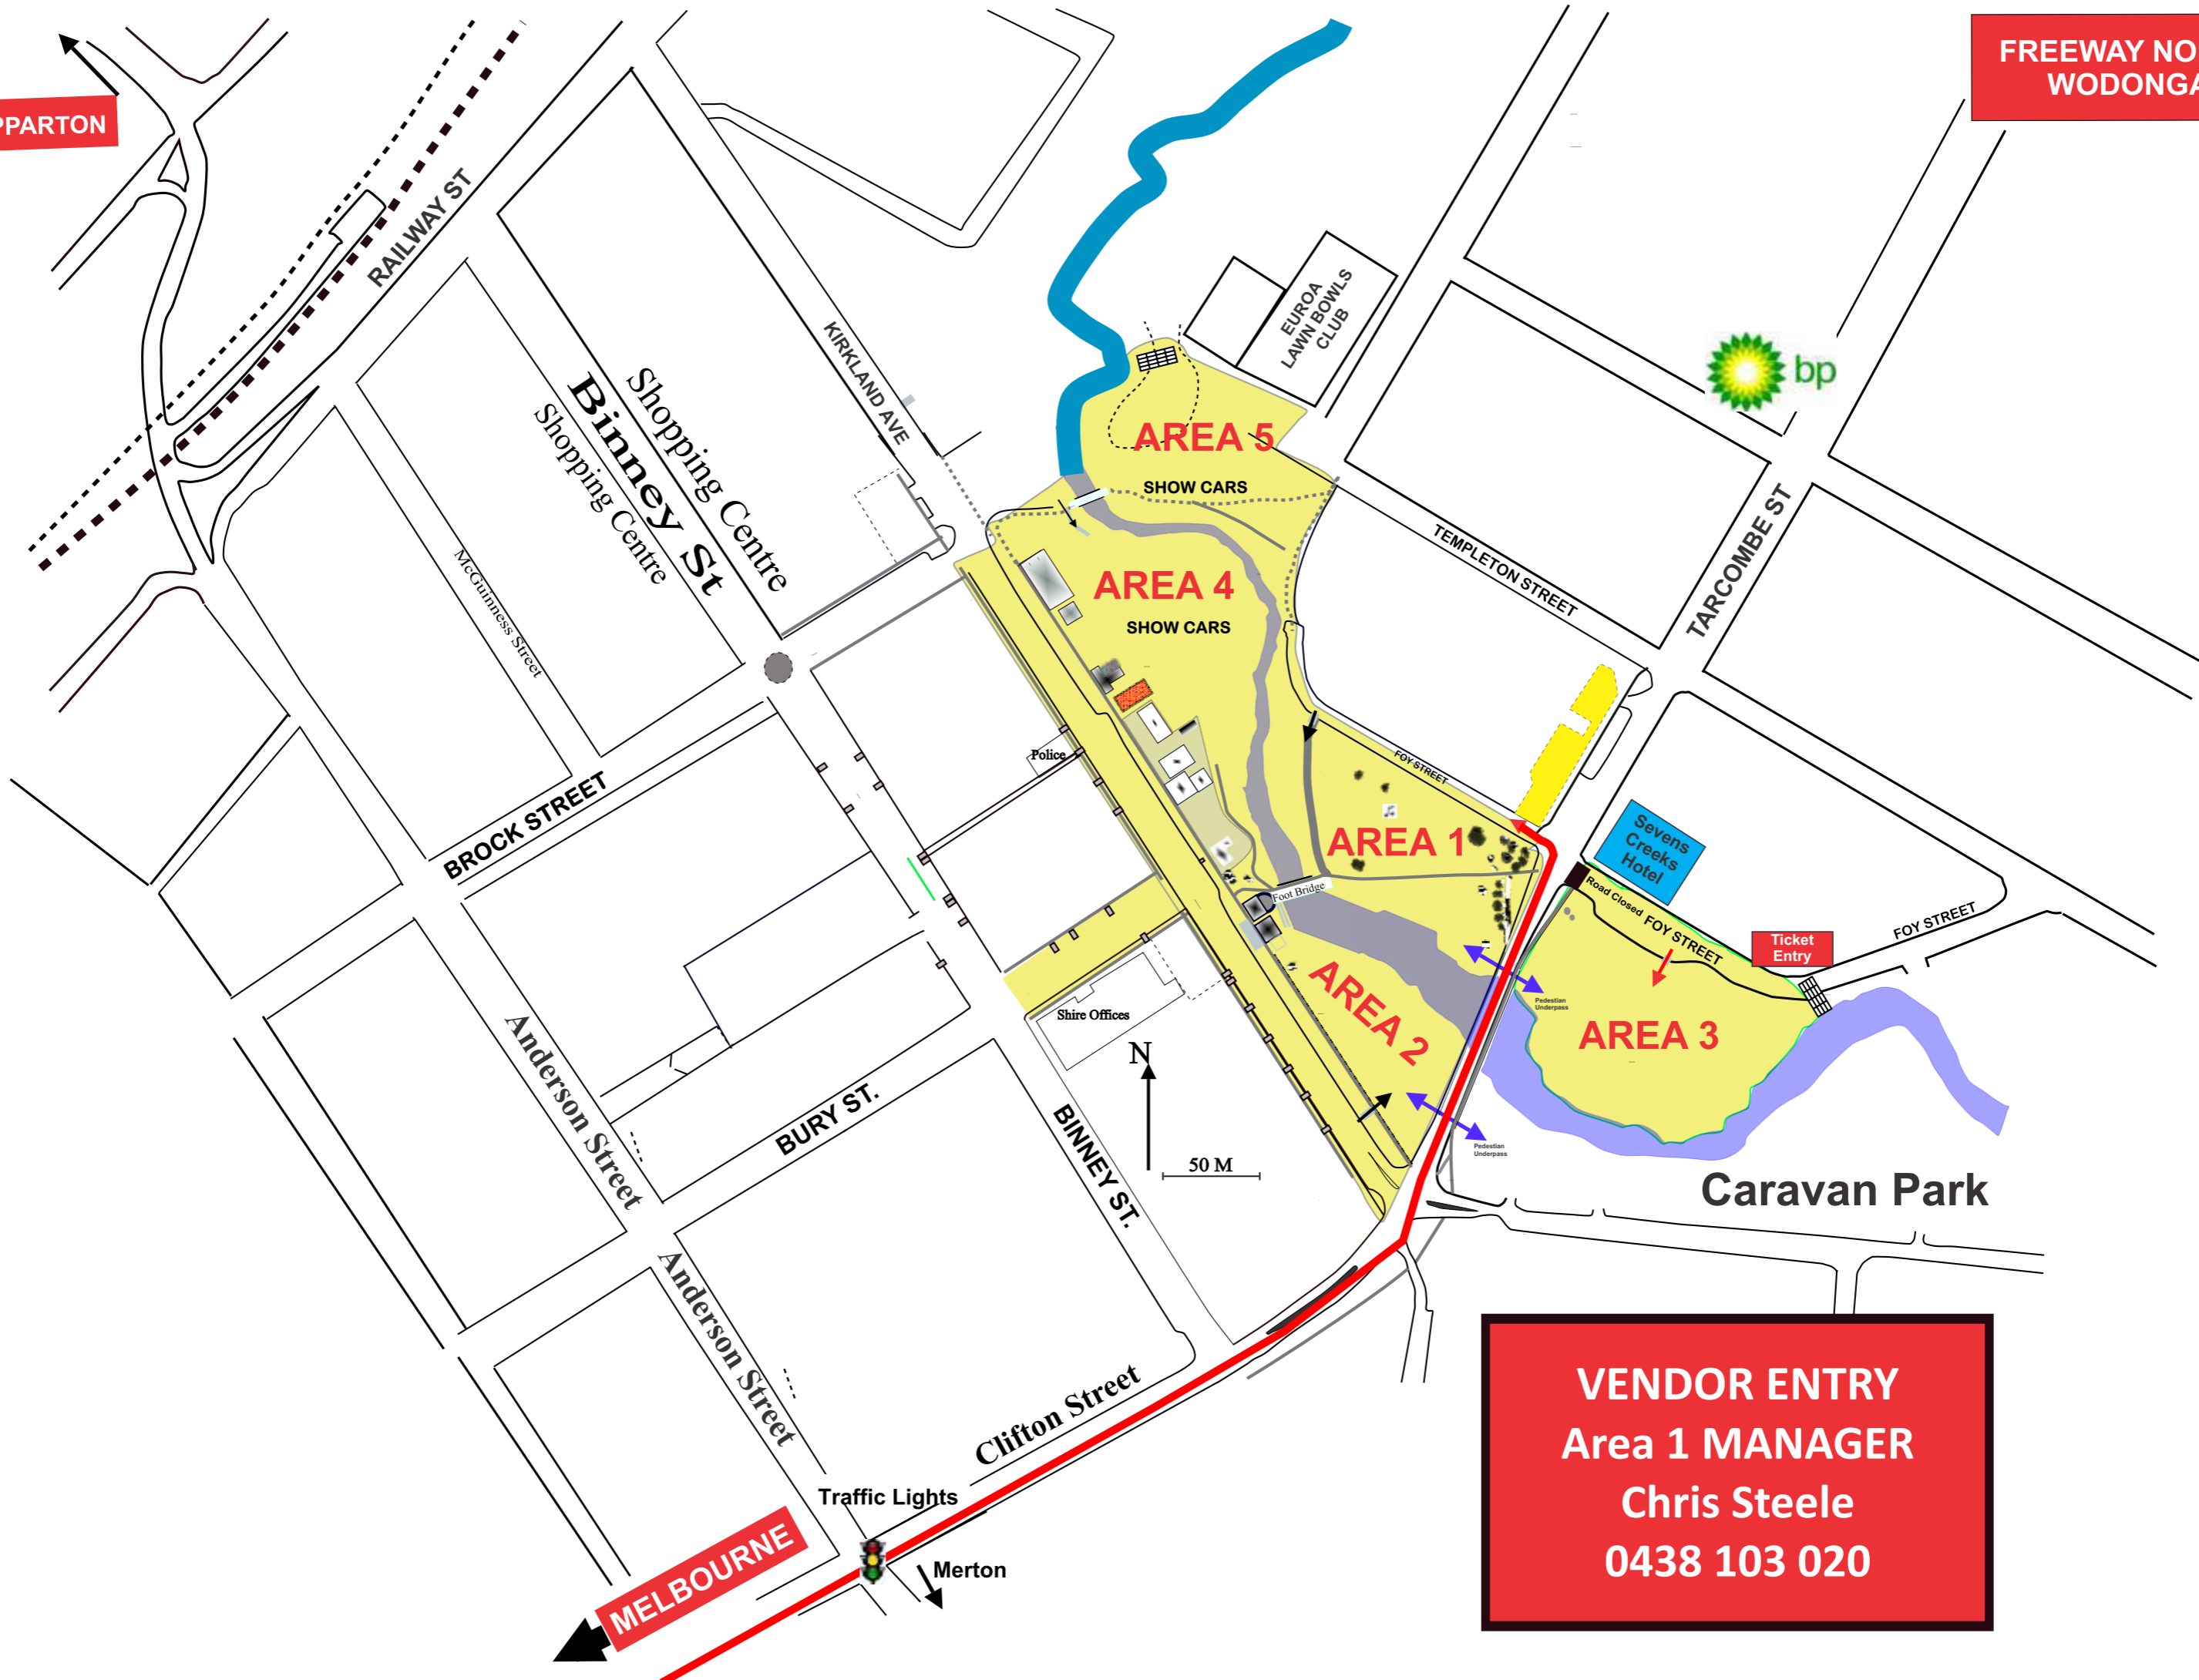 FREEWAY NO
WODONGA
PPARTON
RAILWAY ST
KIRKLAND AVE
EUROA
LAWN BOWLS
CLUB
bp
Shopping Centre
Binney St
Shopping Centre
McGuinness Street
AREA 5
SHOW CARS
AREA 4
SHOW CARS
TEMPLETON STREET
TARCOMBE ST
Police
FOY STREET
BROCK STREET
AREA 1
Sevens
Creeks
Hotel
Foot Bridge
Road Closed
FOY STREET
FOY STREET
Ticket
Entry
AREA 2
Pedestian
Underpass
AREA 3
Shire Offices
N
50 M
Anderson Street
BURY ST.
BINNEY ST.
Pedestian
Underpass
Caravan Park
Anderson Street
Clifton Street
Traffic Lights
MELBOURNE
Merton
VENDOR ENTRY
Area 1 MANAGER
Chris Steele
0438 103 020